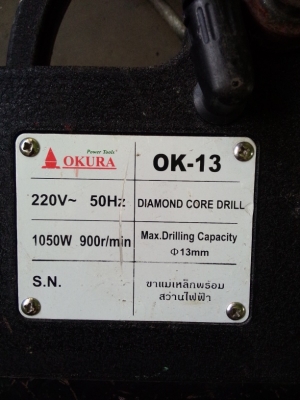 Power Tools
OKURA
OK-13
220V~ 50Hz
DIAMOND CORE DRILL
1050W 900r/min
Max.Drilling Capacity
Φ13mm
S.N.
ขาแม่เหล็กพร้อม
สว่านไฟฟ้า